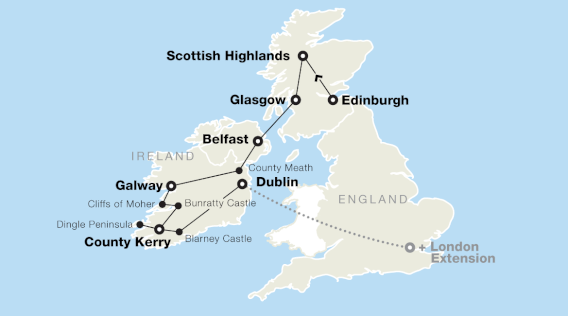 Scottish Highlands
Glasgow
Edinburgh
Belfast
IRELAND
County Meath
Galway
Dublin
Cliffs of Moher
Bunratty Castle
ENGLAND
Dingle Peninsula
County Kerry
Blarney Castle
+ London
Extension